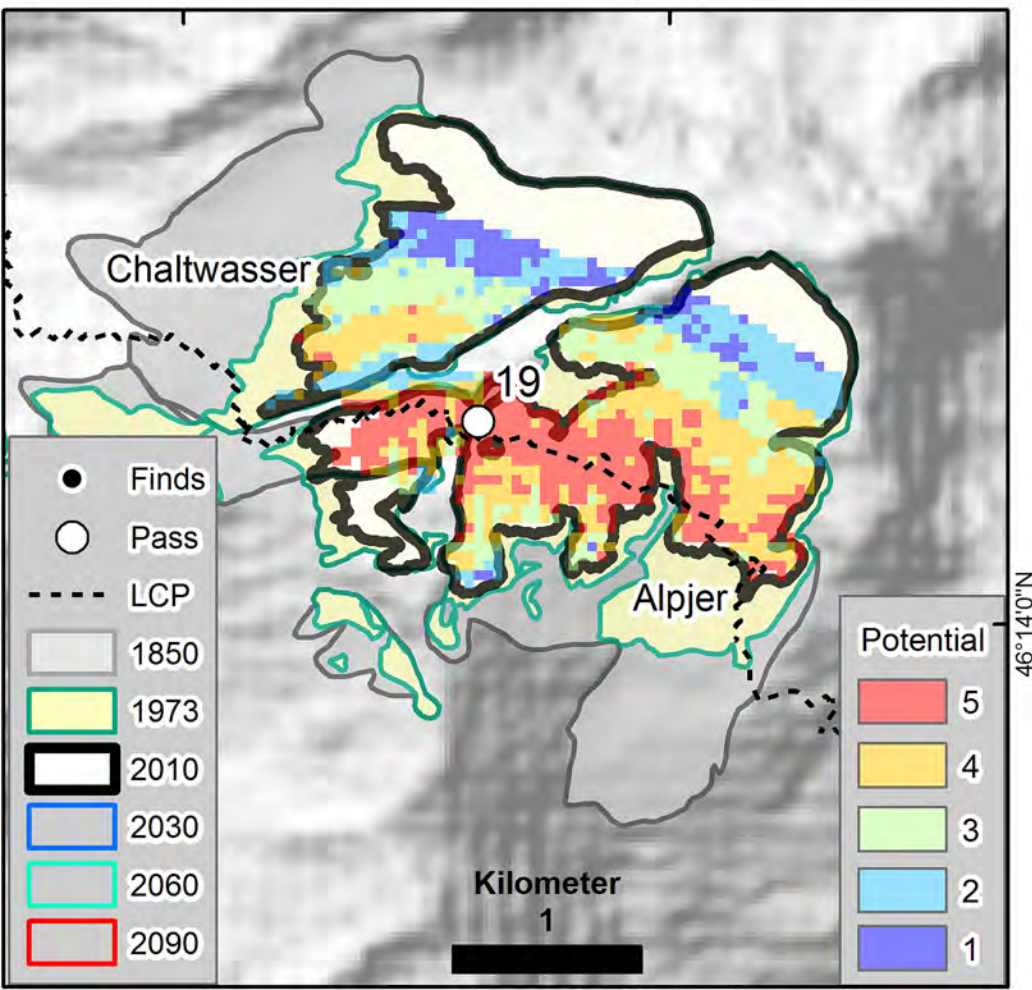 Chaltwasser
19
Alpjer
Finds
Pass
LCP
1850
1973
2010
2030
2060
2090
Kilometer
1
Potential
5
4
3
2
1
46°14'0"N